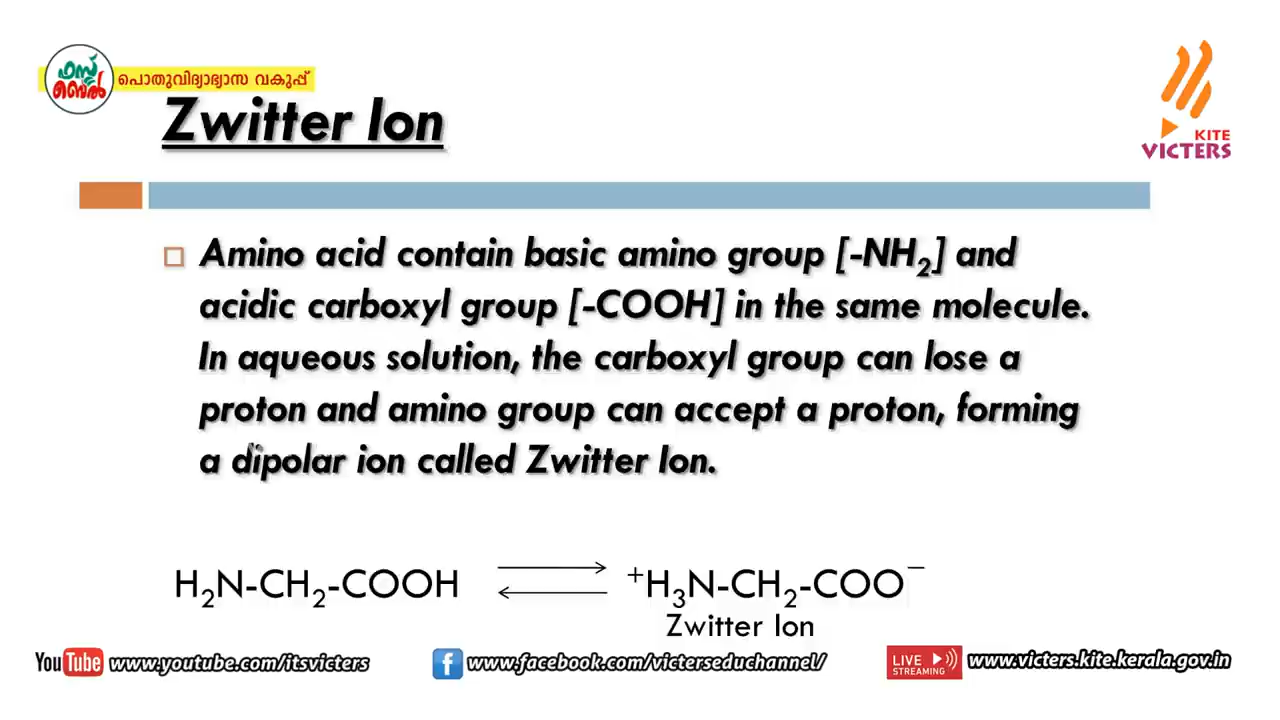 ഫസ്റ്റ്
ബെൽ
പൊതുവിദ്യാഭ്യാസ വകുപ്പ്
Zwitter Ion
KITE
VICTERS
Amino acid contain basic amino group [-NH₂] and
acidic carboxyl group [-COOH] in the same molecule.
In aqueous solution, the carboxyl group can lose a
proton and amino group can accept a proton, forming
a dipolar ion called Zwitter Ion.
H₂N-CH₂-COOH ⇌ ⁺H₃N-CH₂-COO⁻
Zwitter Ion
YouTube www.youtube.com/itsvicters
f www.facebook.com/victerseduchannel/
LIVE STREAMING www.victers.kite.kerala.gov.in